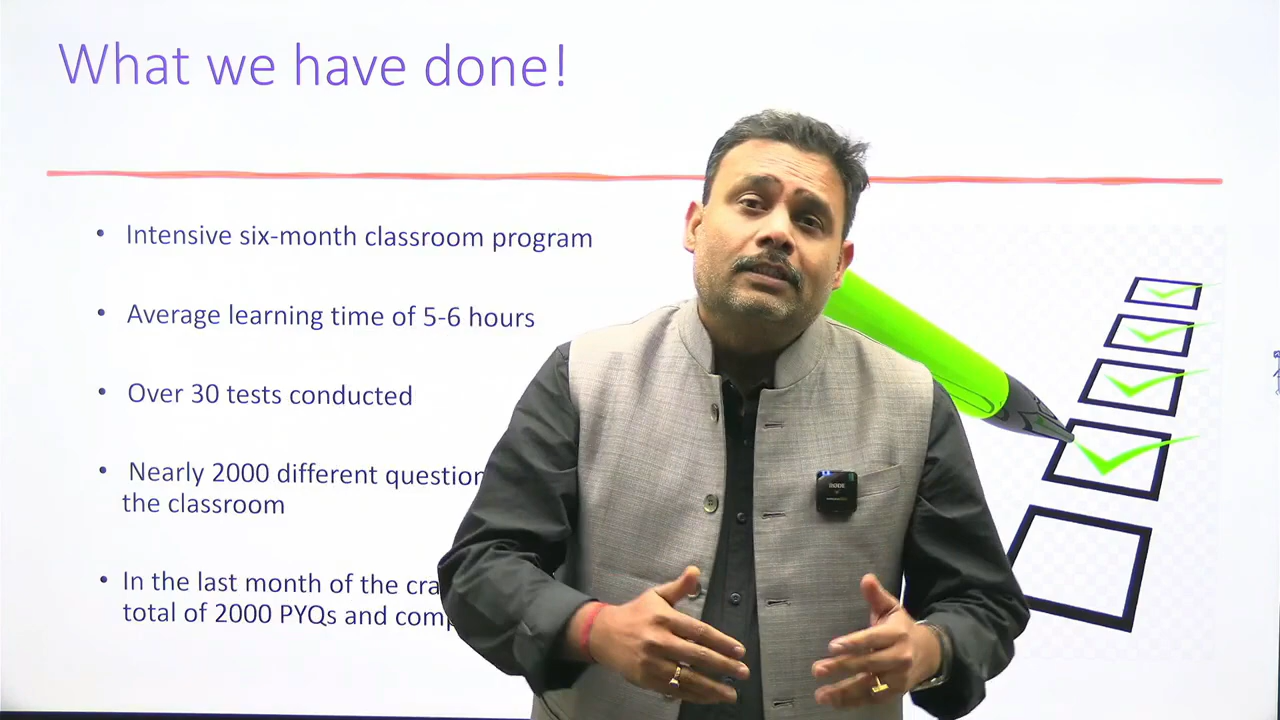 What we have done!
• Intensive six-month classroom program
• Average learning time of 5-6 hours
• Over 30 tests conducted
• Nearly 2000 different question
the classroom
• In the last month of the cra
total of 2000 PYQs and comp